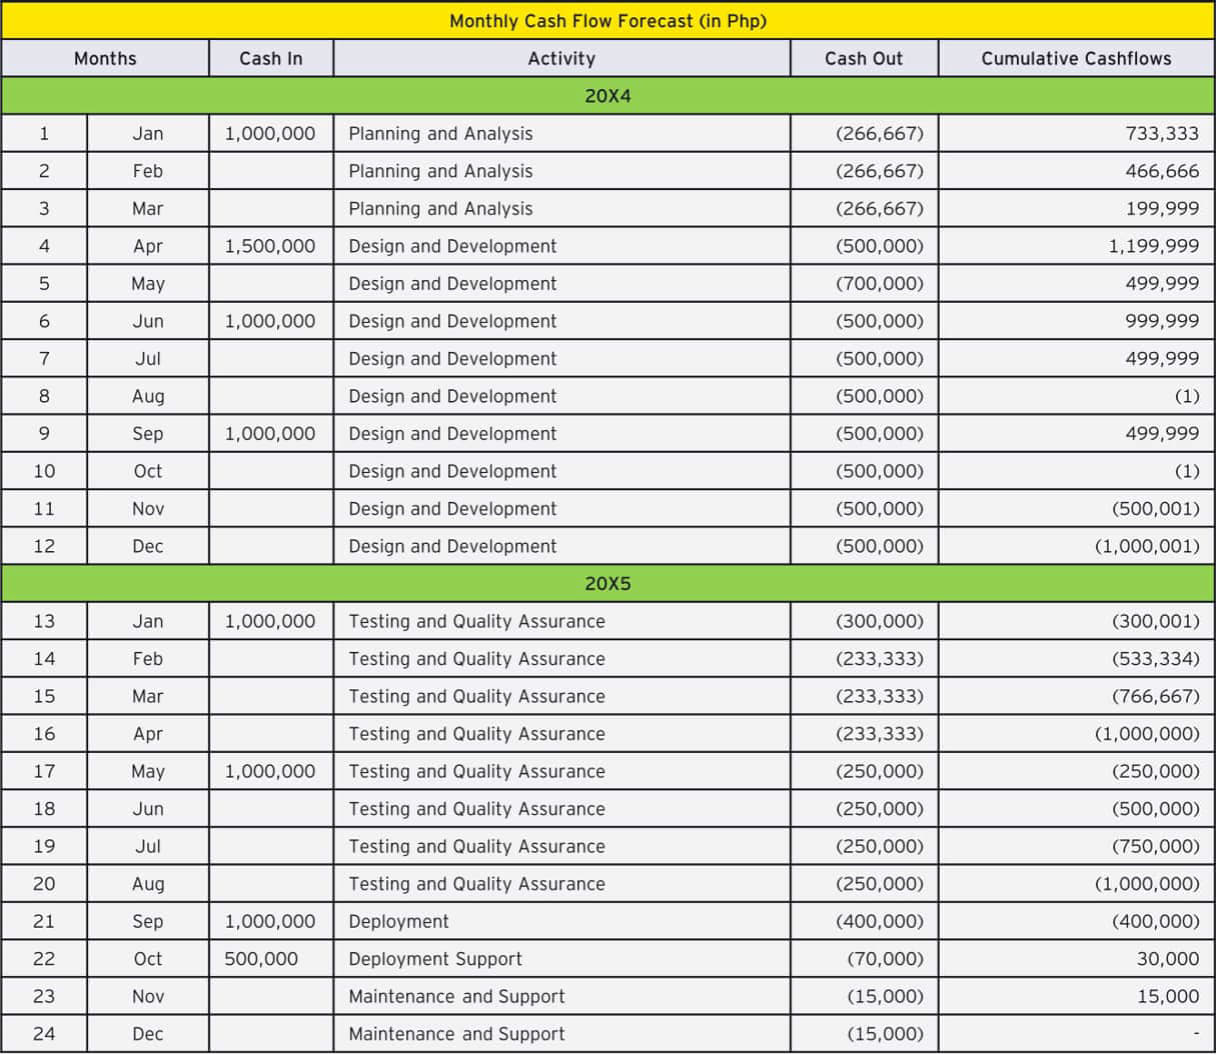 Monthly Cash Flow Forecast (in Php)
Months Cash In Activity Cash Out Cumulative Cashflows
20X4
1 Jan 1,000,000 Planning and Analysis (266,667) 733,333
2 Feb Planning and Analysis (266,667) 466,666
3 Mar Planning and Analysis (266,667) 199,999
4 Apr 1,500,000 Design and Development (500,000) 1,199,999
5 May Design and Development (700,000) 499,999
6 Jun 1,000,000 Design and Development (500,000) 999,999
7 Jul Design and Development (500,000) 499,999
8 Aug Design and Development (500,000) (1)
9 Sep 1,000,000 Design and Development (500,000) 499,999
10 Oct Design and Development (500,000) (1)
11 Nov Design and Development (500,000) (500,001)
12 Dec Design and Development (500,000) (1,000,001)
20X5
13 Jan 1,000,000 Testing and Quality Assurance (300,000) (300,001)
14 Feb Testing and Quality Assurance (233,333) (533,334)
15 Mar Testing and Quality Assurance (233,333) (766,667)
16 Apr Testing and Quality Assurance (233,333) (1,000,000)
17 May 1,000,000 Testing and Quality Assurance (250,000) (250,000)
18 Jun Testing and Quality Assurance (250,000) (500,000)
19 Jul Testing and Quality Assurance (250,000) (750,000)
20 Aug Testing and Quality Assurance (250,000) (1,000,000)
21 Sep 1,000,000 Deployment (400,000) (400,000)
22 Oct 500,000 Deployment Support (70,000) 30,000
23 Nov Maintenance and Support (15,000) 15,000
24 Dec Maintenance and Support (15,000) -